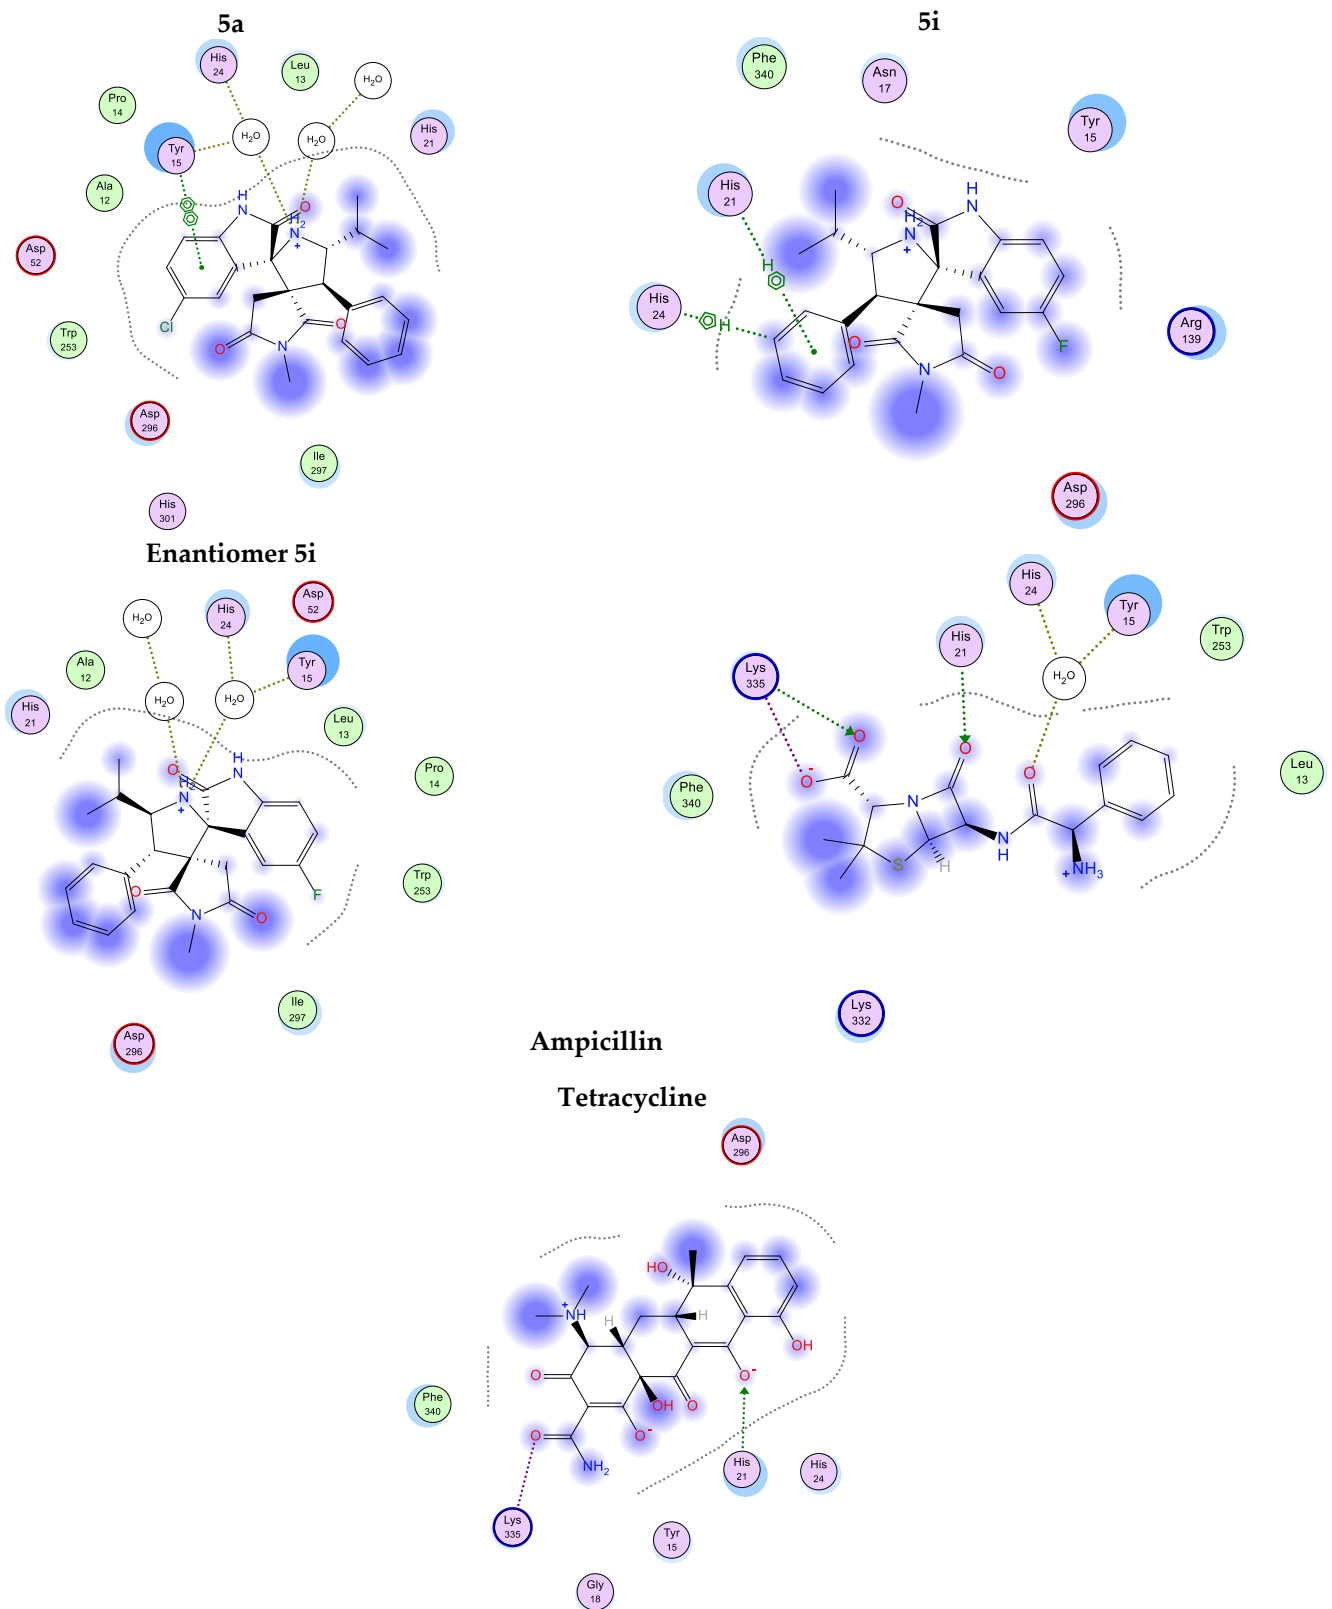 5a
His
24
Leu
13
H₂O
Pro
14
Tyr
15
H₂O
H₂O
His
21
Ala
12
H
N
O
H₂
N
+
Asp
52
Cl
Trp
253
O
N
O
Asp
296
Ile
297
His
301
5i
Phe
340
Asn
17
Tyr
15
His
21
O
H
N
H₂
N
+
H
His
24
H
Arg
139
O
N
O
F
Asp
296
Enantiomer 5i
H₂O
His
24
Asp
52
Ala
12
Tyr
15
His
21
H₂O
H₂O
Leu
13
O
H
N
H₂
N
+
Pro
14
Trp
253
O
N
O
F
Ile
297
Asp
296
His
24
Tyr
15
His
21
Trp
253
Lys
335
H₂O
O
O
O
O-
Phe
340
Leu
13
N
S
H
N
H
NH₃
+
Lys
332
Ampicillin
Tetracycline
Asp
296
HO
+
NH
H
H
O
OH
O-
OH
O
Phe
340
O
O-
NH₂
His
21
His
24
Lys
335
Tyr
15
Gly
18